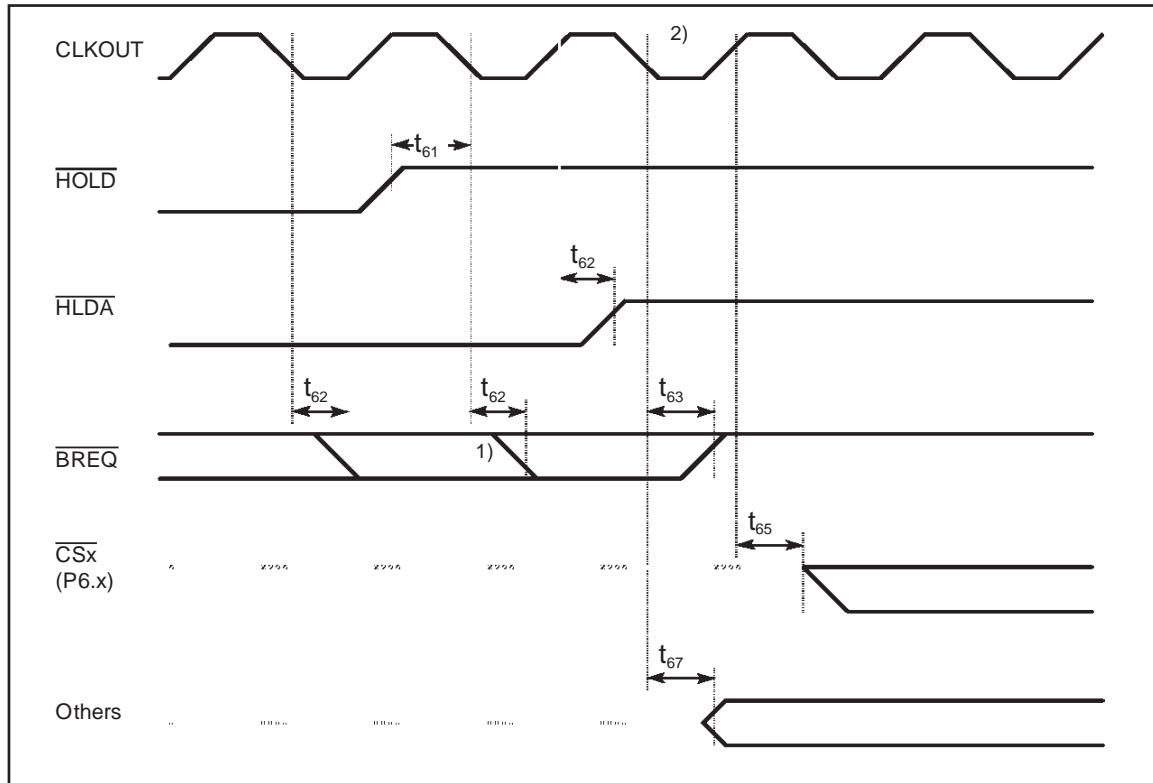 CLKOUT
2)
t61
HOLD
t62
HLDA
t62
t62
t63
1)
BREQ
t65
CSx
(P6.x)
t67
Others